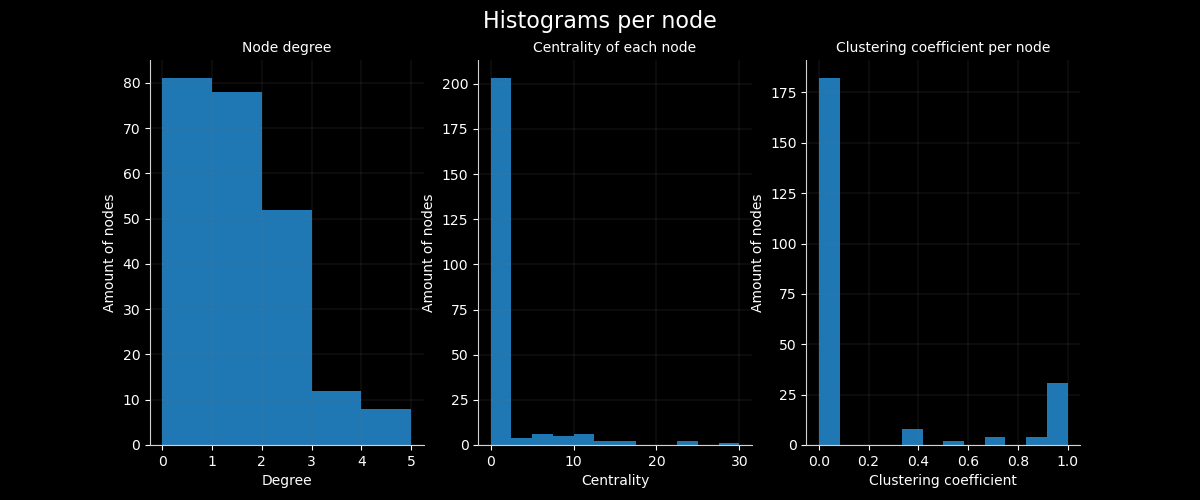 Histograms per node
Node degree
Amount of nodes
80
70
60
50
40
30
20
10
0
0 1 2 3 4 5
Degree
Centrality of each node
Amount of nodes
200
175
150
125
100
75
50
25
0
0 10 20 30
Centrality
Clustering coefficient per node
Amount of nodes
175
150
125
100
75
50
25
0
0.0 0.2 0.4 0.6 0.8 1.0
Clustering coefficient